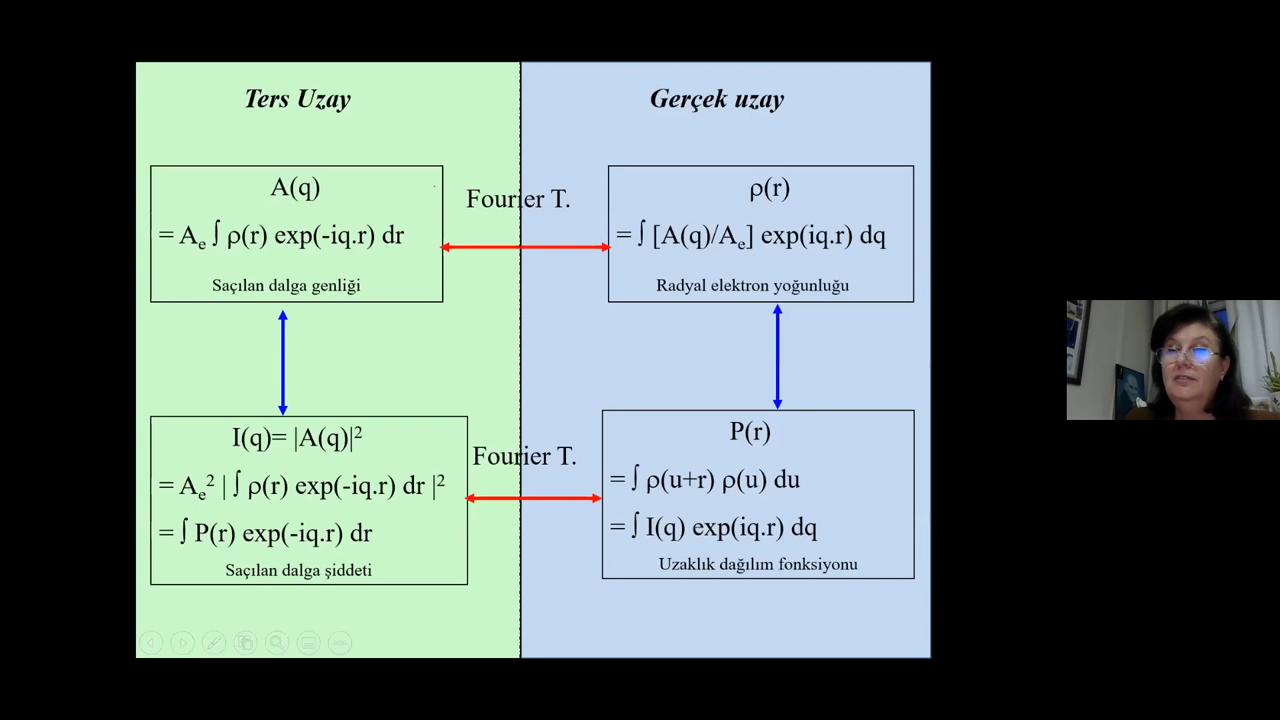 Ters Uzay
Gerçek uzay
A(q)
= Aₑ ∫ ρ(r) exp(-iq.r) dr
Saçılan dalga genliği
Fourier T.
ρ(r)
= ∫ [A(q)/Aₑ] exp(iq.r) dq
Radyal elektron yoğunluğu
I(q)= |A(q)|²
= Aₑ² | ∫ ρ(r) exp(-iq.r) dr |²
= ∫ P(r) exp(-iq.r) dr
Saçılan dalga şiddeti
Fourier T.
P(r)
= ∫ ρ(u+r) ρ(u) du
= ∫ I(q) exp(iq.r) dq
Uzaklık dağılım fonksiyonu